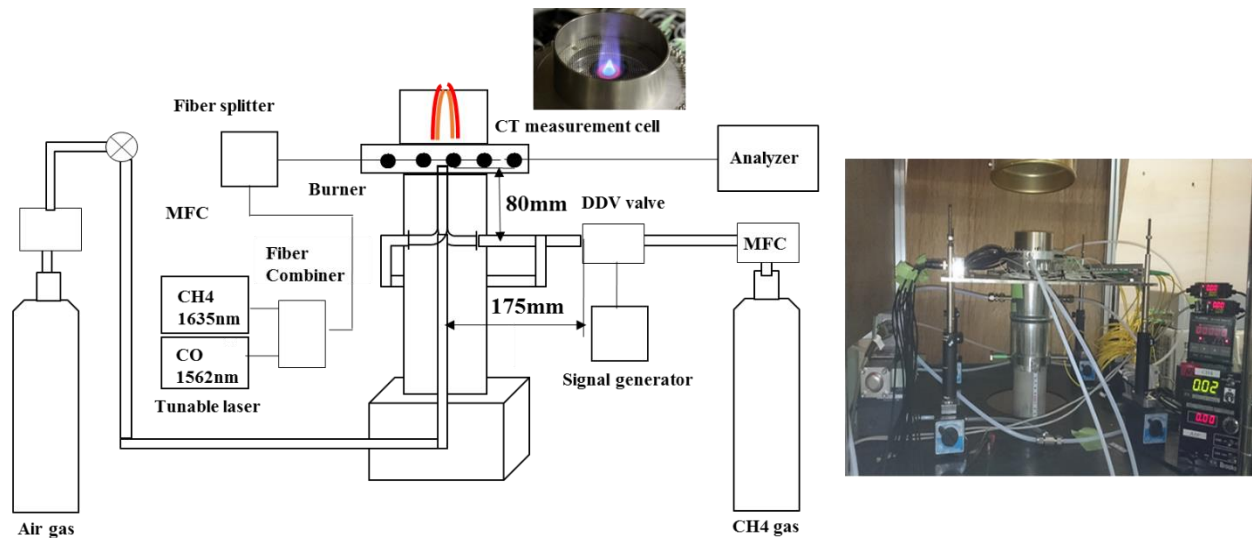 Fiber splitter
CT measurement cell
Analyzer
Burner
MFC
80mm
DDV valve
MFC
Fiber
Combiner
CH4
1635nm
CO
1562nm
Tunable laser
175mm
Signal generator
Air gas
CH4 gas
0.02
0.00